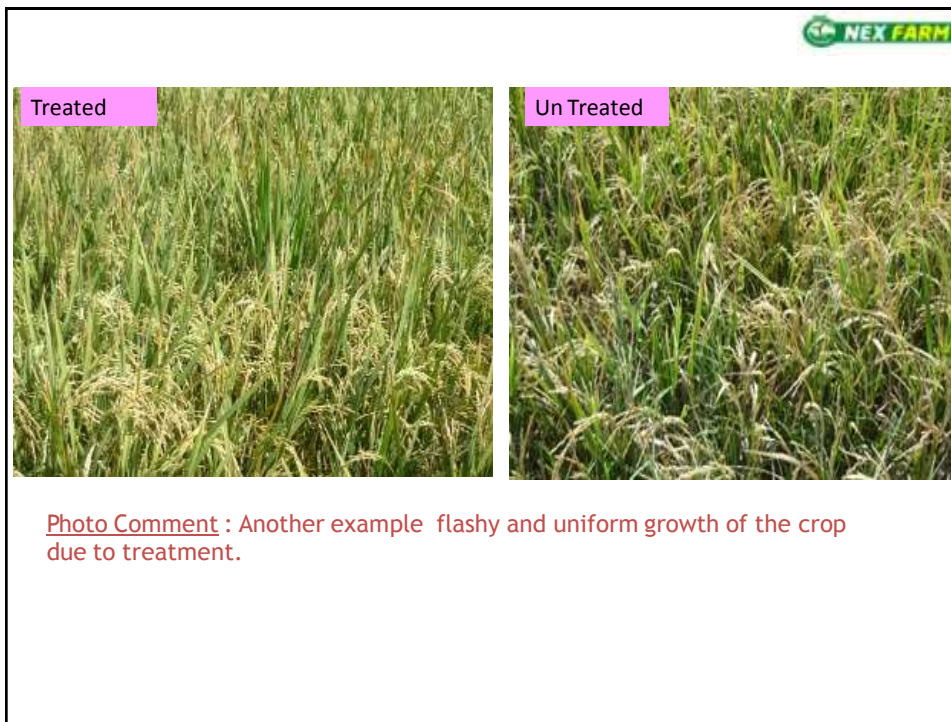 NEX FARM
Treated
Un Treated
Photo Comment : Another example flashy and uniform growth of the crop
due to treatment.